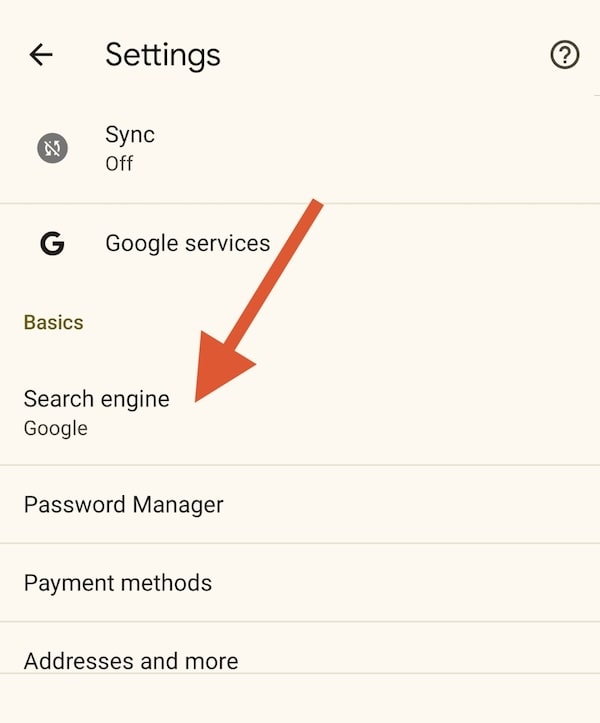 Settings
Sync
Off
Google services
Basics
Search engine
Google
Password Manager
Payment methods
Addresses and more